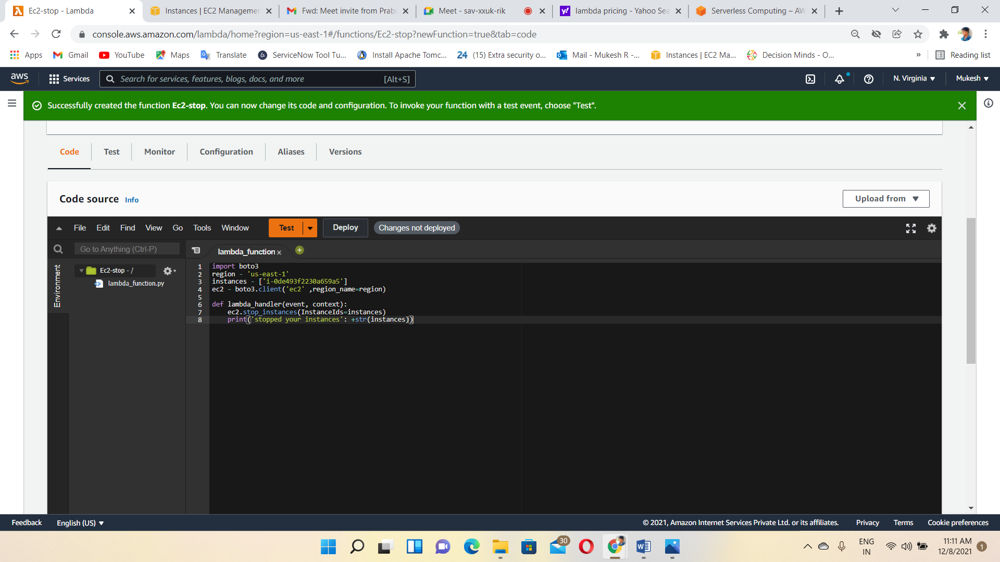 Ec2-stop - Lambda
Instances | EC2 Managemen
Fwd: Meet invite from Prab
Meet - sav-xxuk-rik
lambda pricing - Yahoo Sea
Serverless Computing – AW
console.aws.amazon.com/lambda/home?region=us-east-1#/functions/Ec2-stop?newFunction=true&tab=code
Apps
Gmail
YouTube
Maps
Translate
ServiceNow Tool Tu...
Install Apache Tomc...
24 (15) Extra security o...
Mail - Mukesh R -...
Instances | EC2 Ma...
Decision Minds - O...
»
Reading list
aws
Services
Search for services, features, blogs, docs, and more [Alt+S]
N. Virginia
Mukesh
Successfully created the function Ec2-stop. You can now change its code and configuration. To invoke your function with a test event, choose "Test".
Code
Test
Monitor
Configuration
Aliases
Versions
Code source Info
Upload from
File Edit Find View Go Tools Window
Test
Deploy
Changes not deployed
Go to Anything (Ctrl-P)
lambda_function
Environment
Ec2-stop - /
lambda_function.py
1 import boto3
2 region - 'us-east-1'
3 instances - ['i-0de493f2230a659a5']
4 ec2 - boto3.client('ec2' ,region_name=region)
5
6 def lambda_handler(event, context):
7 ec2.stop_instances(InstanceIds=instances)
8 print('stopped your instances': +str(instances))
Feedback
English (US)
© 2021, Amazon Internet Services Private Ltd. or its affiliates.
Privacy
Terms
Cookie preferences
30
ENG
IN
11:11 AM
12/8/2021
1